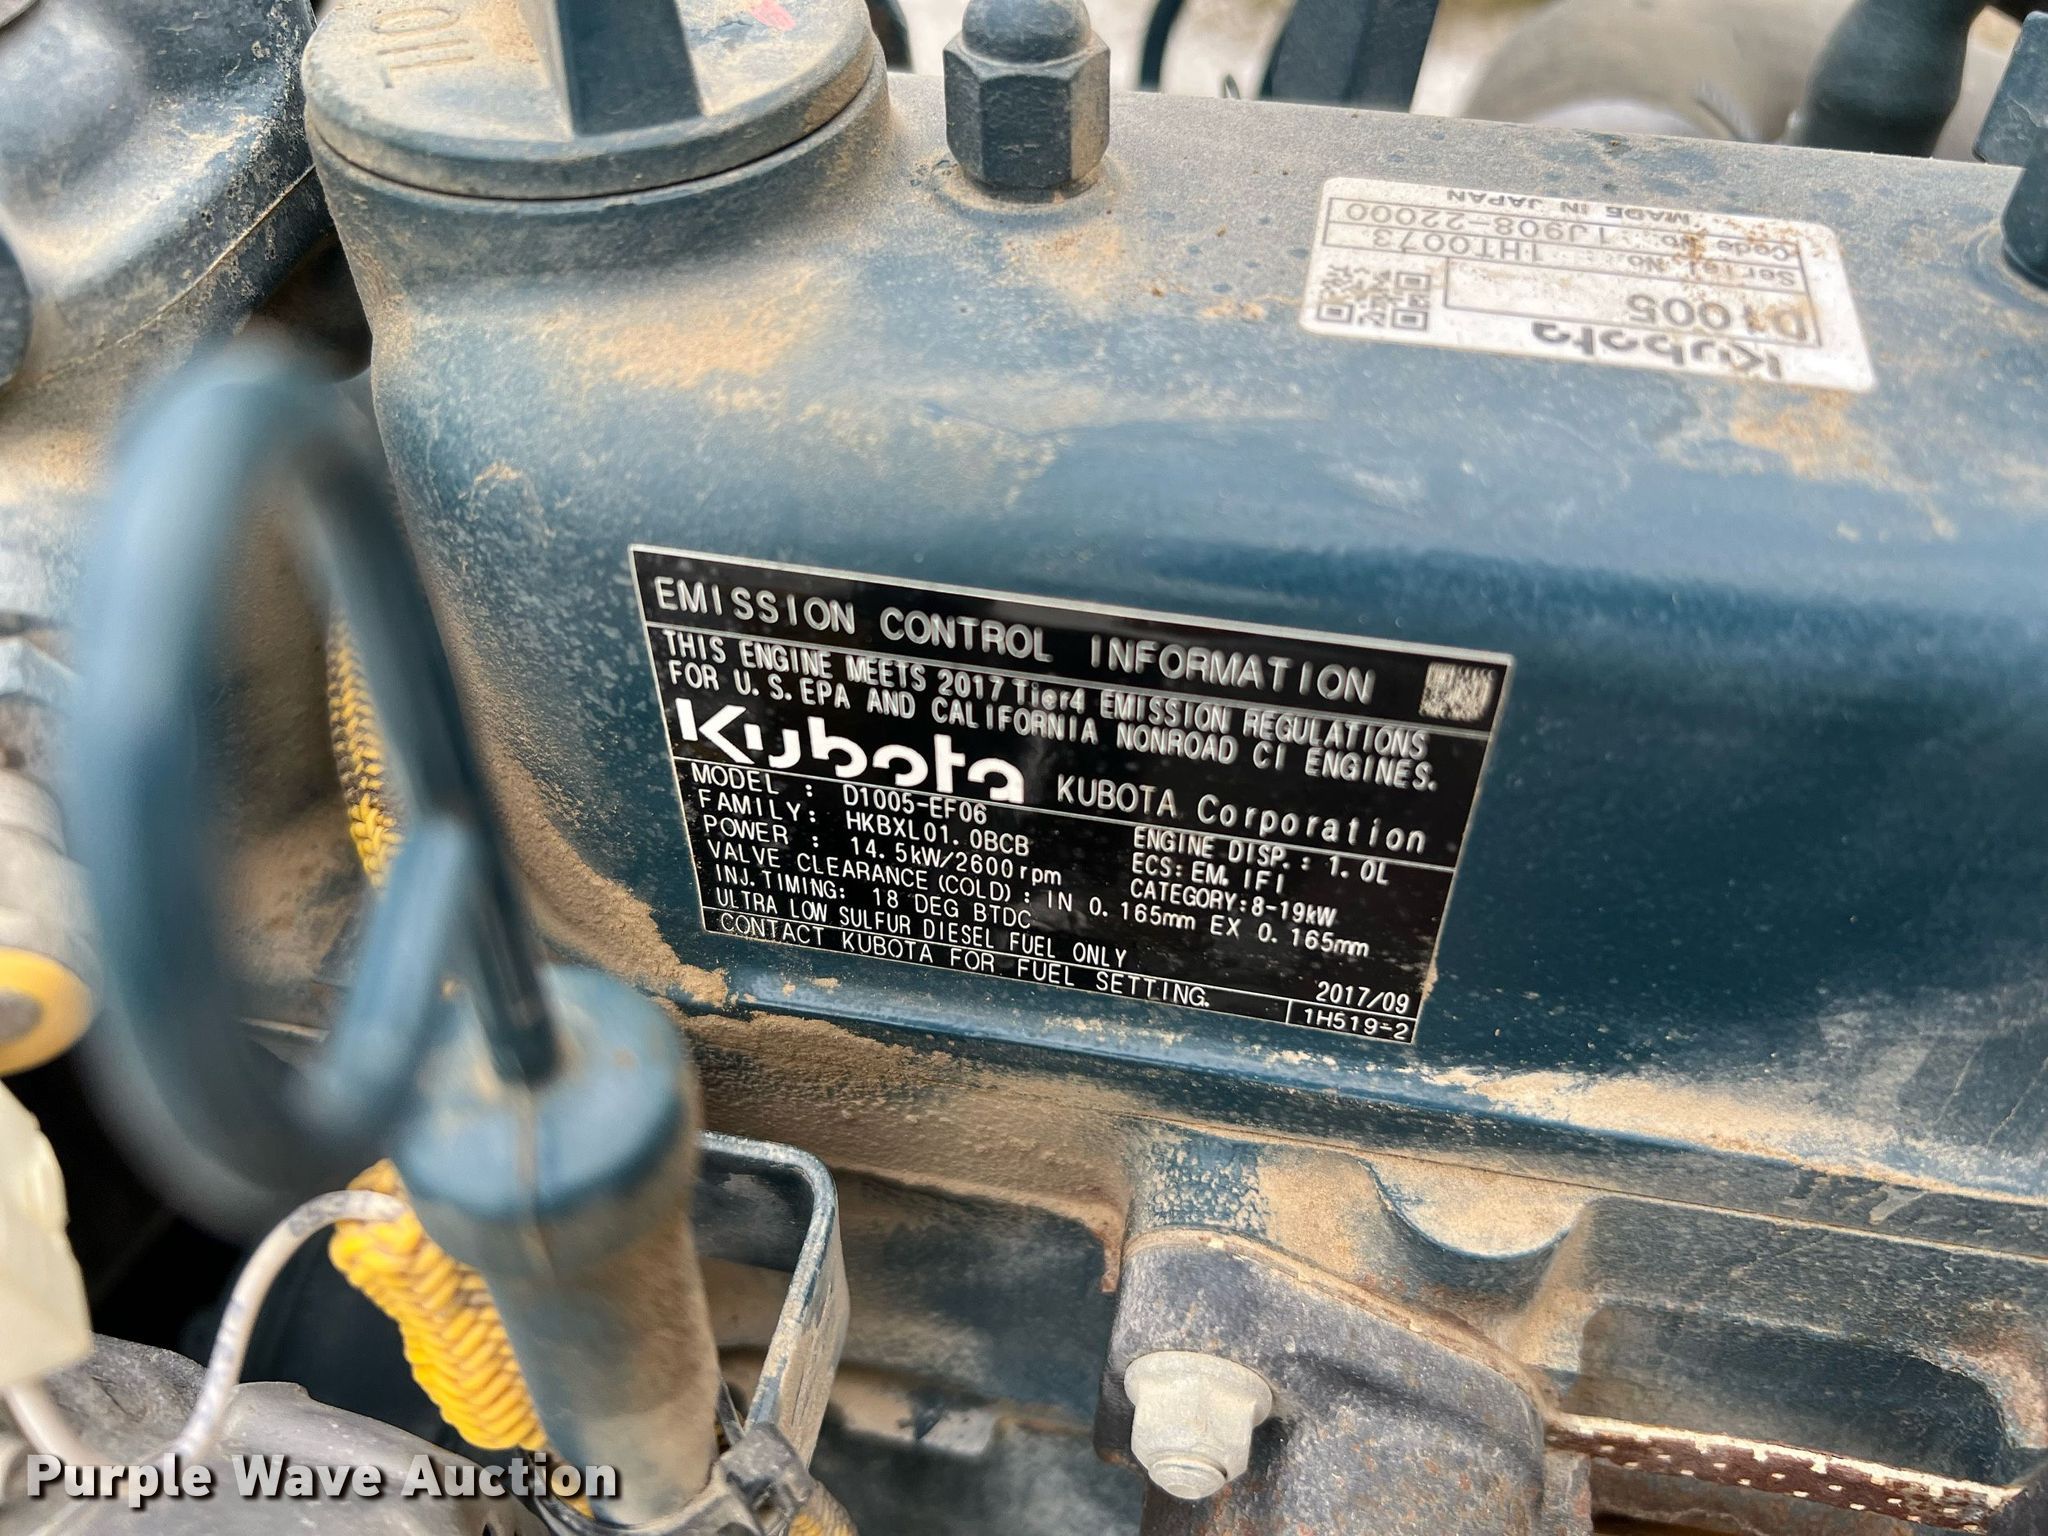 OIL
Kubota
D1005
Serial No. 1HT0073
Code No. 1J908-22000
MADE IN JAPAN
EMISSION CONTROL INFORMATION
THIS ENGINE MEETS 2017 Tier4 EMISSION REGULATIONS
FOR U.S.EPA AND CALIFORNIA NONROAD CI ENGINES.
Kubota KUBOTA Corporation
MODEL : D1005-EF06
FAMILY: HKBXL01.0BCB ENGINE DISP.: 1.0L
POWER : 14.5kW/2600rpm ECS: EM, IFI
CATEGORY:8-19kW
VALVE CLEARANCE(COLD): IN 0.165mm EX 0.165mm
INJ.TIMING: 18 DEG BTDC
ULTRA LOW SULFUR DIESEL FUEL ONLY
2017/09
CONTACT KUBOTA FOR FUEL SETTING.
1H519-2
Purple Wave Auction